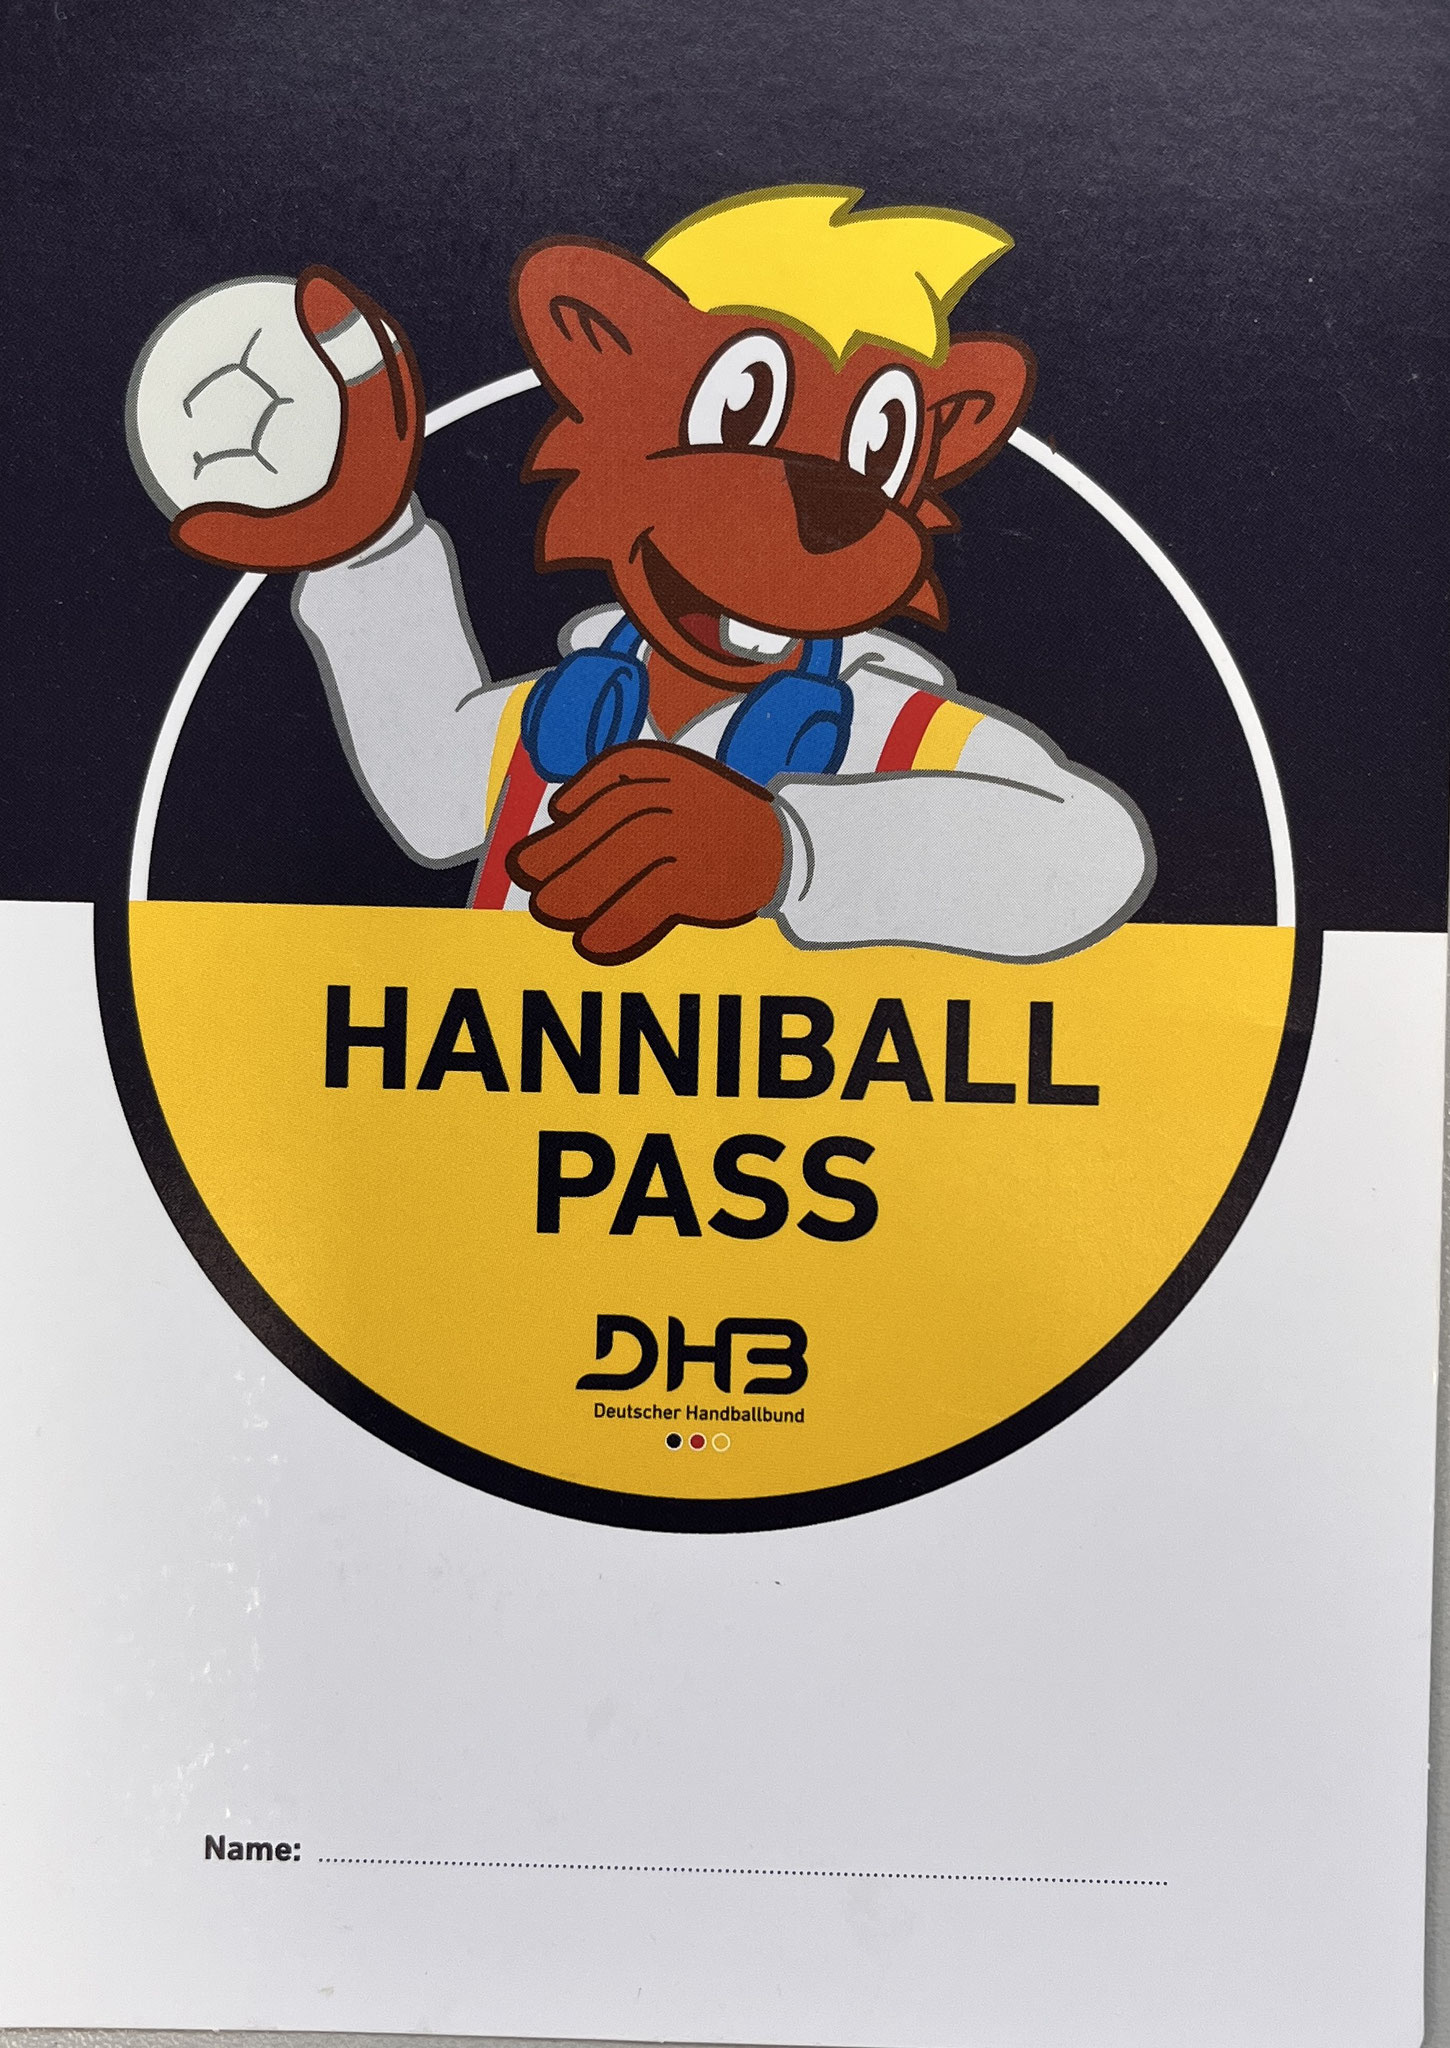 HANNIBALL
PASS
DHB
Deutscher Handballbund
Name: